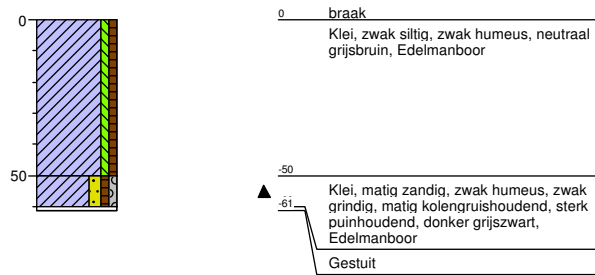 0
50
0 braak
Klei, zwak siltig, zwak humeus, neutraal
grijsbruin, Edelmanboor
-50
Klei, matig zandig, zwak humeus, zwak
grindig, matig kolengruishoudend, sterk
puinhoudend, donker grijszwart,
Edelmanboor
-61
Gestuit